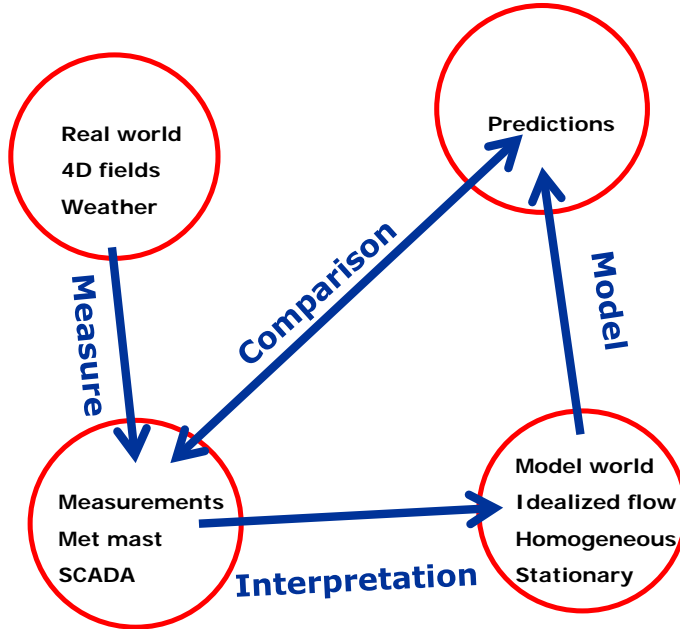 Real world
4D fields
Weather
Predictions
Measure
Comparison
Model
Measurements
Met mast
SCADA
Interpretation
Model world
Idealized flow
Homogeneous
Stationary